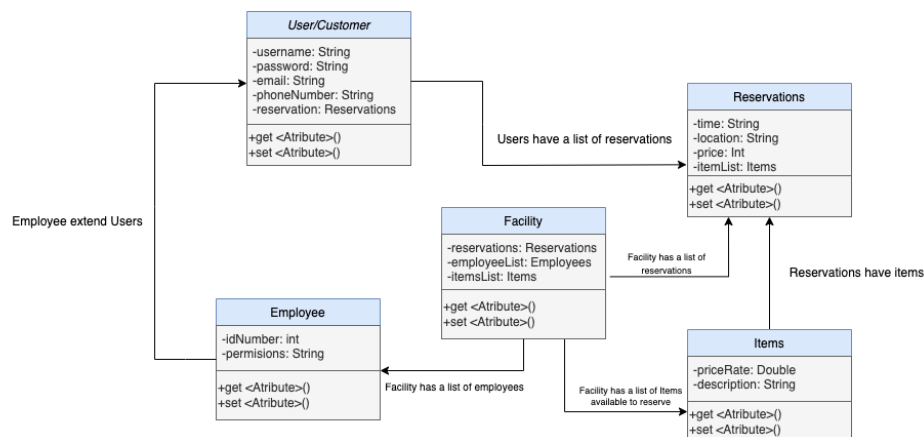 User/Customer
-username: String
-password: String
-email: String
-phoneNumber: String
-reservation: Reservations
+get <Atribute>()
+set <Atribute>()
Reservations
-time: String
-location: String
-price: Int
-itemList: Items
+get <Atribute>()
+set <Atribute>()
Users have a list of reservations
Employee extend Users
Facility
-reservations: Reservations
-employeeList: Employees
-itemsList: Items
+get <Atribute>()
+set <Atribute>()
Facility has a list of
reservations
Reservations have items
Employee
-idNumber: int
-permisions: String
+get <Atribute>()
+set <Atribute>()
Facility has a list of employees
Facility has a list of Items
available to reserve
Items
-priceRate: Double
-description: String
+get <Atribute>()
+set <Atribute>()